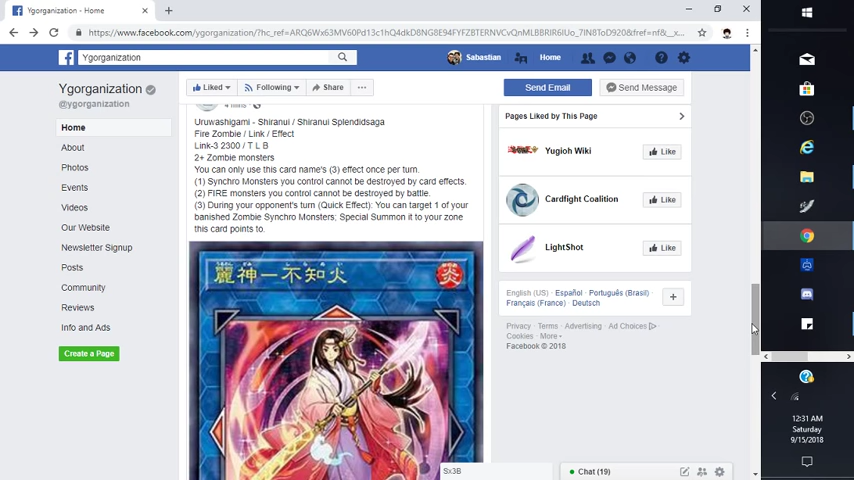 Ygorganization - Home
https://www.facebook.com/ygorganization/?hc_ref=ARQ6Wx63MV60Pd13c1hQ4dkD8NG8E94FYFZBTERNVCvQnMLBBRIR6IUo_7IN8ToD920&fref=nf&__x...
Ygorganization
Sabastian
Home
Ygorganization
@ygorganization
Home
About
Photos
Events
Videos
Our Website
Newsletter Signup
Posts
Community
Reviews
Info and Ads
Create a Page
Liked
Following
Share
Send Email
Send Message
4 mins
Uruwashigami - Shiranui / Shiranui Splendidsaga
Fire Zombie / Link / Effect
Link-3 2300 / T L B
2+ Zombie monsters
You can only use this card name's (3) effect once per turn.
(1) Synchro Monsters you control cannot be destroyed by card effects.
(2) FIRE monsters you control cannot be destroyed by battle.
(3) During your opponent's turn (Quick Effect): You can target 1 of your
banished Zombie Synchro Monsters; Special Summon it to your zone
this card points to.
麗神－不知火
炎
Pages Liked by This Page
Yugioh Wiki
Like
Cardfight Coalition
Like
LightShot
Like
English (US) · Español · Português (Brasil) ·
Français (France) · Deutsch
Privacy · Terms · Advertising · Ad Choices ·
Cookies · More
Facebook © 2018
Sx3B
Chat (19)
12:31 AM
Saturday
9/15/2018